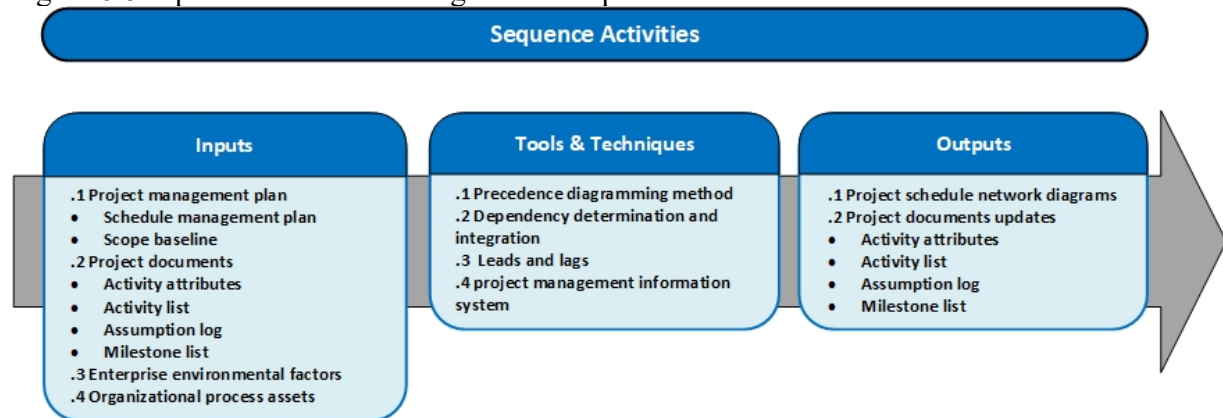 Sequence Activities
Inputs
.1 Project management plan
• Schedule management plan
• Scope baseline
.2 Project documents
• Activity attributes
• Activity list
• Assumption log
• Milestone list
.3 Enterprise environmental factors
.4 Organizational process assets
Tools & Techniques
.1 Precedence diagramming method
.2 Dependency determination and
integration
.3 Leads and lags
.4 project management information
system
Outputs
.1 Project schedule network diagrams
.2 Project documents updates
• Activity attributes
• Activity list
• Assumption log
• Milestone list